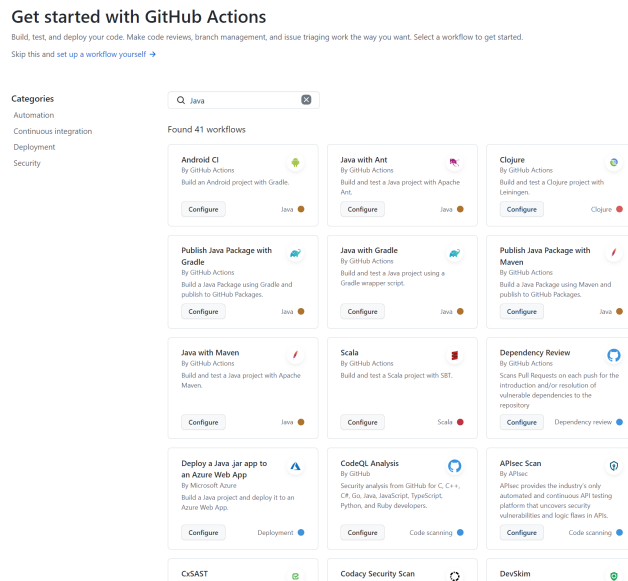 Get started with GitHub Actions
Build, test, and deploy your code. Make code reviews, branch management, and issue triaging work the way you want. Select a workflow to get started.
Skip this and set up a workflow yourself →
Categories
Automation
Continuous integration
Deployment
Security
Java
Found 41 workflows
Android CI
By GitHub Actions
Build an Android project with Gradle.
Configure
Java
Java with Ant
By GitHub Actions
Build and test a Java project with Apache
Ant.
Configure
Java
Clojure
By GitHub Actions
Build and test a Clojure project with
Leiningen.
Configure
Clojure
Publish Java Package with
Gradle
By GitHub Actions
Build a Java Package using Gradle and
publish to GitHub Packages.
Configure
Java
Java with Gradle
By GitHub Actions
Build and test a Java project using a
Gradle wrapper script.
Configure
Java
Publish Java Package with
Maven
By GitHub Actions
Build a Java Package using Maven and
publish to GitHub Packages.
Configure
Java
Java with Maven
By GitHub Actions
Build and test a Java project with Apache
Maven.
Configure
Java
Scala
By GitHub Actions
Build and test a Scala project with SBT.
Configure
Scala
Dependency Review
By GitHub Actions
Scans Pull Requests on each push for the
introduction and/or resolution of
vulnerable dependencies to the
repository
Configure
Dependency review
Deploy a Java .jar app to
an Azure Web App
By Microsoft Azure
Build a Java project and deploy it to an
Azure Web App.
Configure
Deployment
CodeQL Analysis
By GitHub
Security analysis from GitHub for C, C++,
C#, Go, Java, JavaScript, TypeScript,
Python, and Ruby developers.
Configure
Code scanning
APIsec Scan
By APIsec
APIsec provides the industry's only
automated and continuous API testing
platform that uncovers security
vulnerabilities and logic flaws in APIs.
Configure
Code scanning
CxSAST
Codacy Security Scan
DevSkim